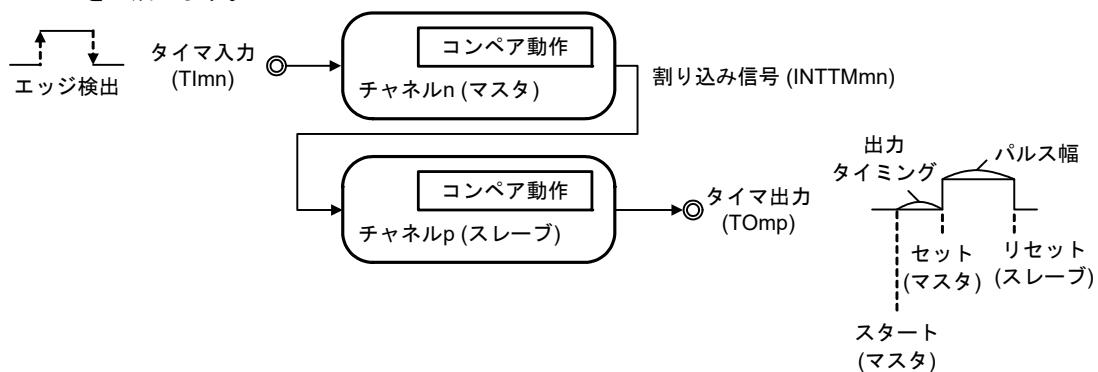 エッジ検出
タイマ入力
(TImn)
コンペア動作
チャネルn (マスタ)
割り込み信号 (INTTMmn)
コンペア動作
チャネルp (スレーブ)
タイマ出力
(TOmp)
出力
タイミング
パルス幅
セット
(マスタ)
リセット
(スレーブ)
スタート
(マスタ)